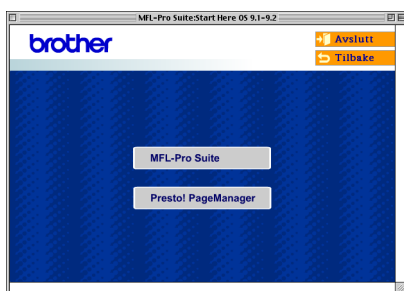 MFL-Pro Suite:Start Here OS 9.1-9.2
brother
Avslutt
Tilbake
MFL-Pro Suite
Presto! PageManager